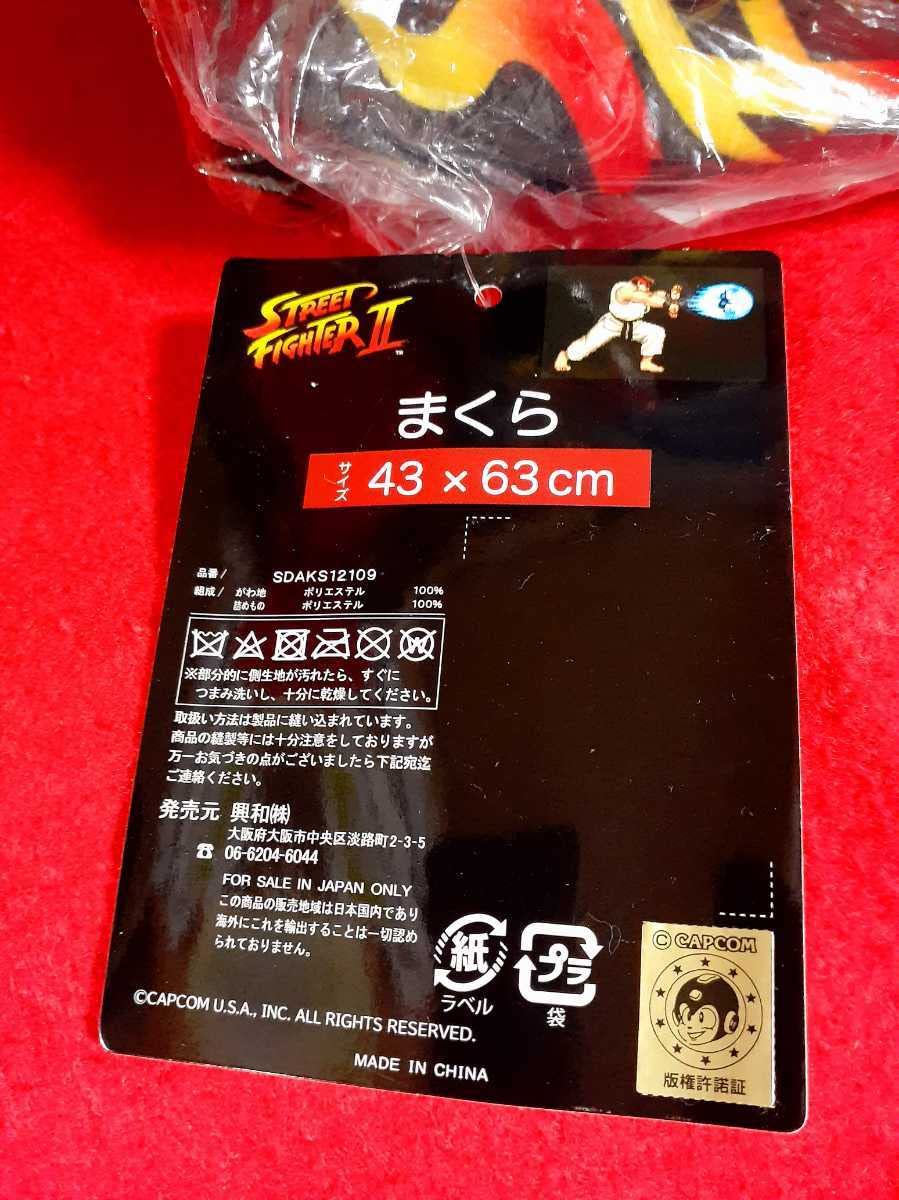 STREET
FIGHTER II ™
まくら
サイズ 43 × 63 cm
品番/ SDAKS12109
組成/ がわ地 ポリエステル 100%
詰めもの ポリエステル 100%
※部分的に側生地が汚れたら、すぐに
つまみ洗いし、十分に乾燥してください。
取扱い方法は製品に縫い込まれています。
商品の縫製等には十分注意をしておりますが
万一お気づきの点がございましたら下記宛迄
ご連絡ください。
発売元 興和㈱
大阪府大阪市中央区淡路町2-3-5
☎ 06-6204-6044
FOR SALE IN JAPAN ONLY
この商品の販売地域は日本国内であり
海外にこれを輸出することは一切認め
られておりません。
紙
ラベル
プラ
袋
©CAPCOM U.S.A., INC. ALL RIGHTS RESERVED.
MADE IN CHINA
© CAPCOM
版権許諾証